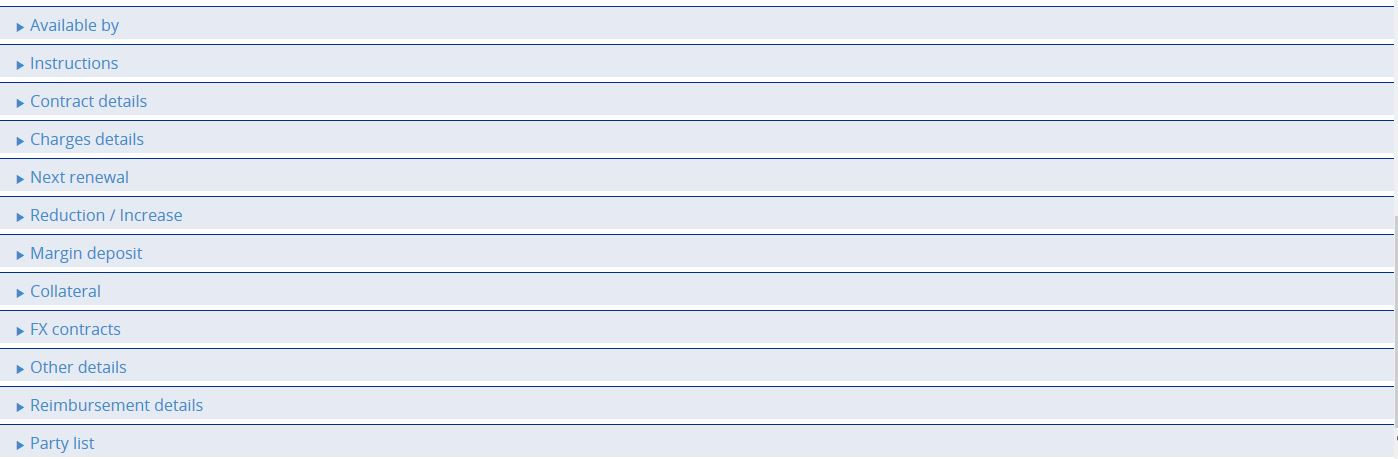 Available by
Instructions
Contract details
Charges details
Next renewal
Reduction / Increase
Margin deposit
Collateral
FX contracts
Other details
Reimbursement details
Party list